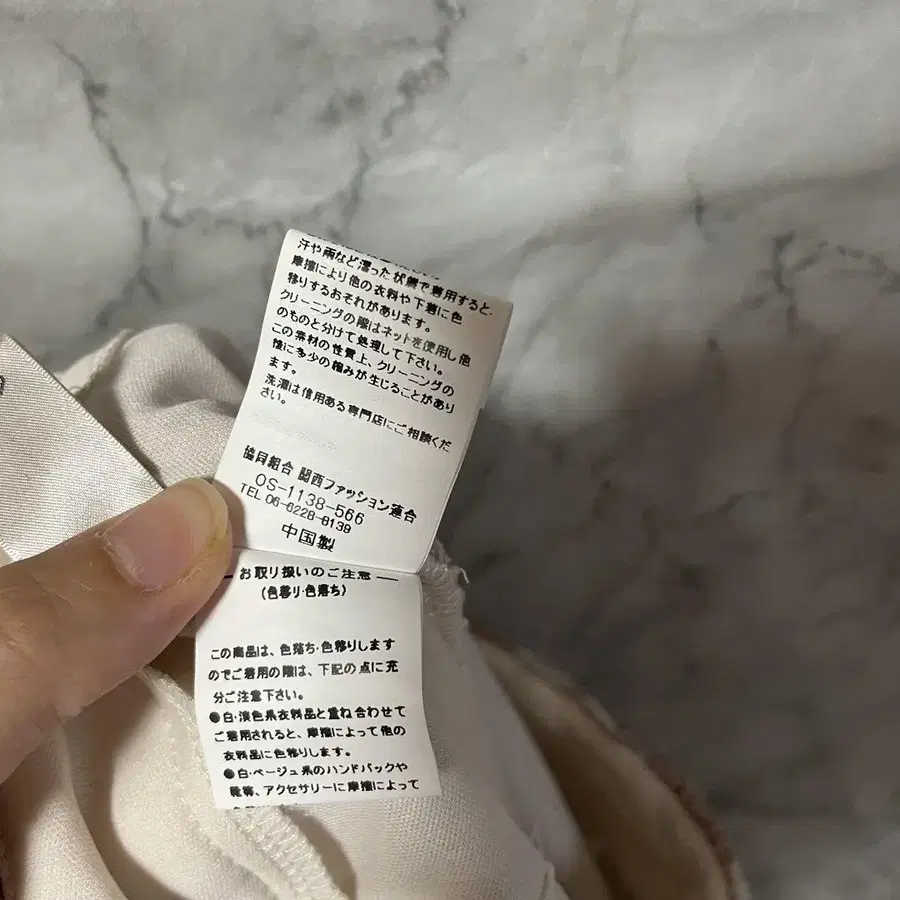 汗や雨など湿った状態で着用すると、
摩擦により他の衣料や下着に色
移りするおそれがあります。
クリーニングの際はネットを使用し他
のものと分けて処理して下さい。
この素材の性質上、クリーニングの
後に多少の縮みが生じることがあり
ます。
洗濯は信用ある専門店にご相談くだ
さい。
協同組合 関西ファッション連合
OS-1138-566
TEL 06-6228-6139
中国製
お取り扱いのご注意
(色移り・色落ち)
この商品は、色落ち・色移りします
のでご着用の際は、下記の点に充
分ご注意下さい。
●白・淡色系衣料品と重ね合わせて
ご着用されると、摩擦によって他の
衣料品に色移りします。
●白・ベージュ系のハンドバックや
靴等、アクセサリーに摩擦によって